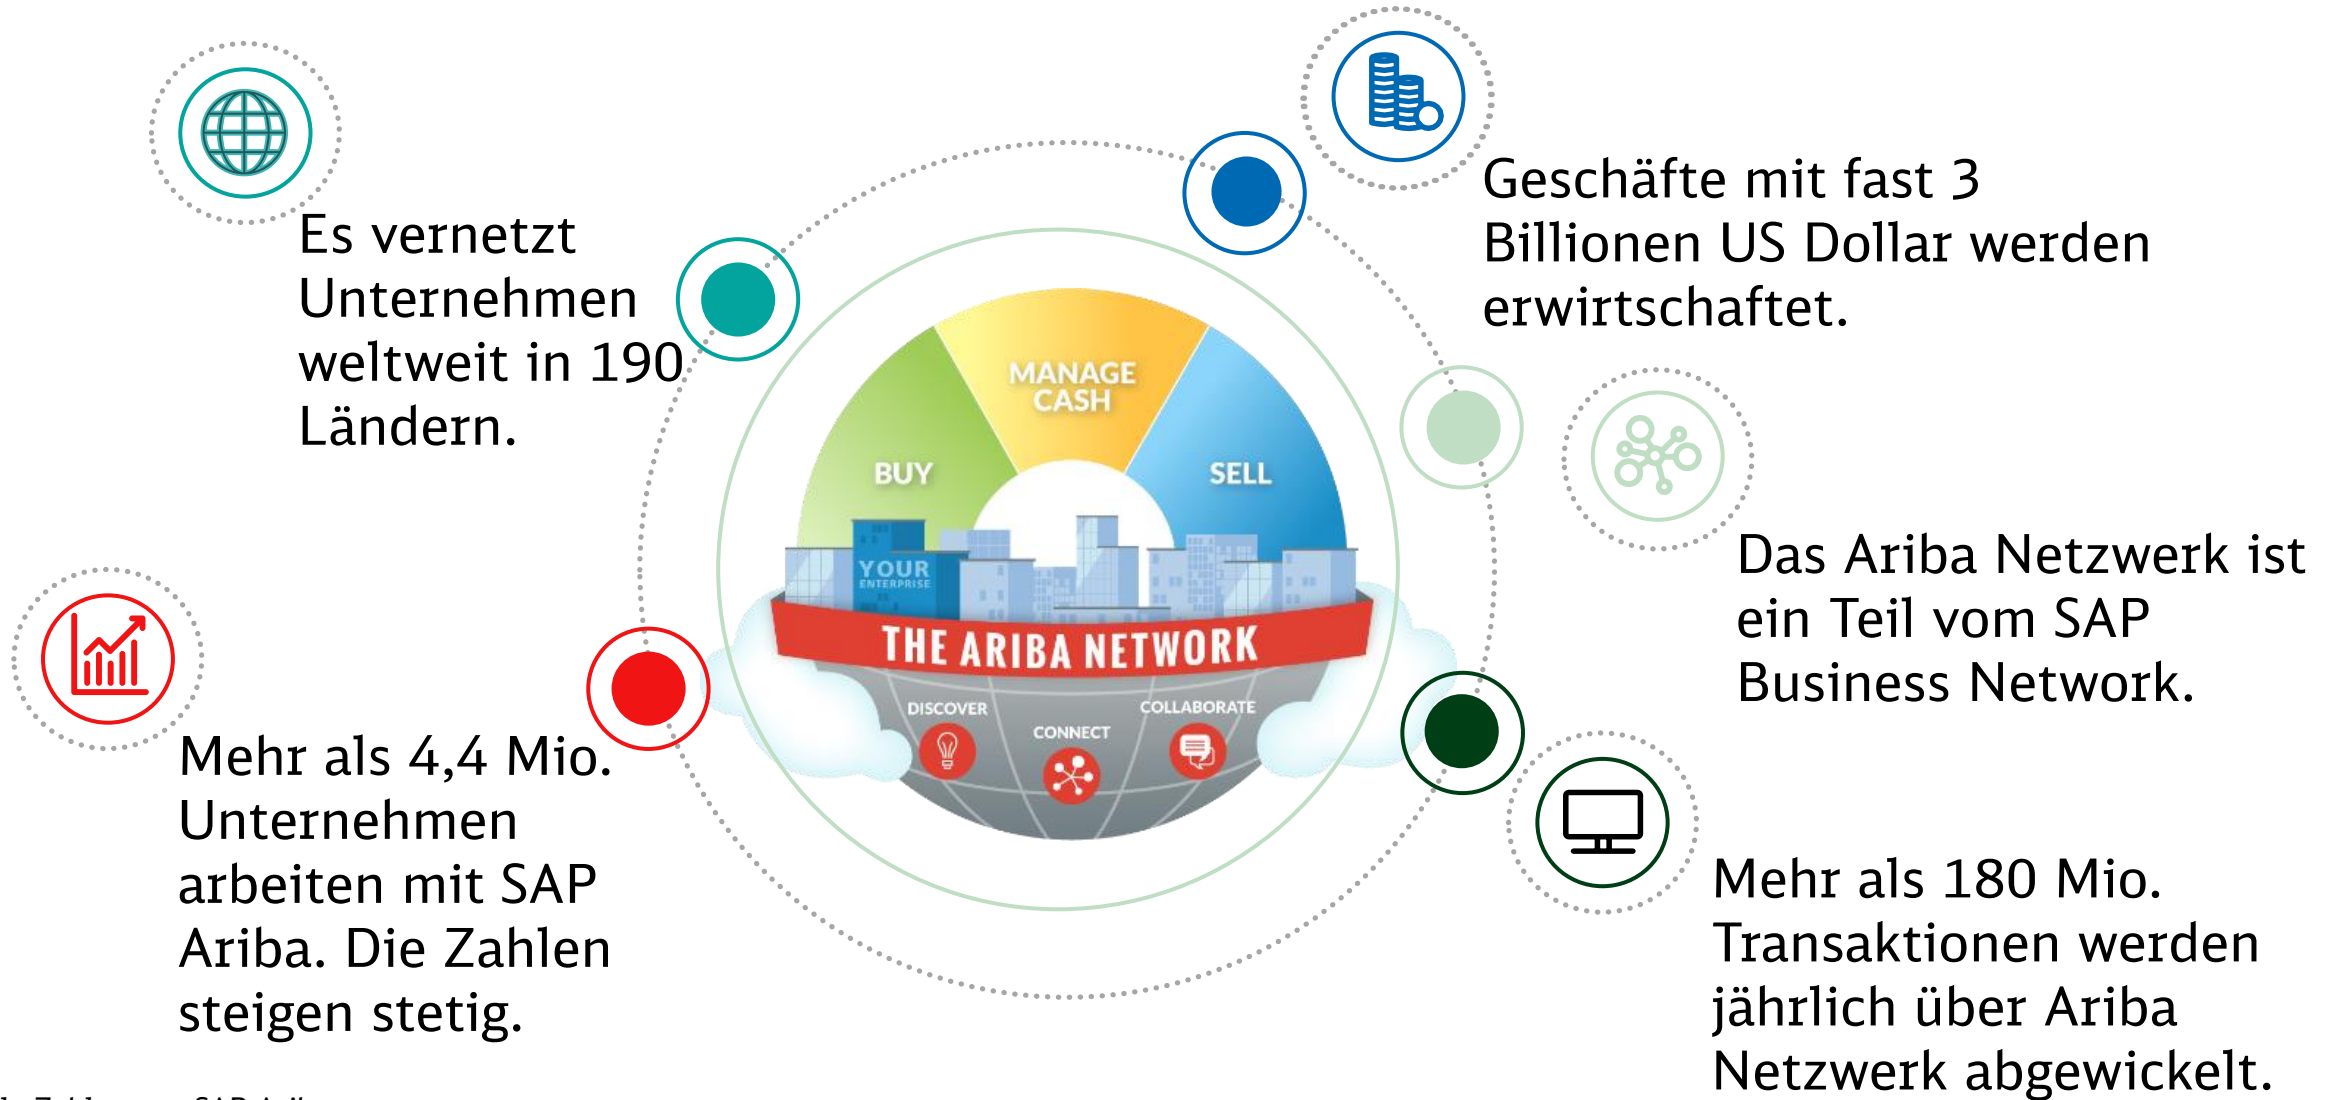 Es vernetzt
Unternehmen
weltweit in 190
Ländern.
Geschäfte mit fast 3
Billionen US Dollar werden
erwirtschaftet.
MANAGE
CASH
BUY
SELL
YOUR
ENTERPRISE
THE ARIBA NETWORK
DISCOVER
CONNECT
COLLABORATE
Das Ariba Netzwerk ist
ein Teil vom SAP
Business Network.
Mehr als 4,4 Mio.
Unternehmen
arbeiten mit SAP
Ariba. Die Zahlen
steigen stetig.
Mehr als 180 Mio.
Transaktionen werden
jährlich über Ariba
Netzwerk abgewickelt.